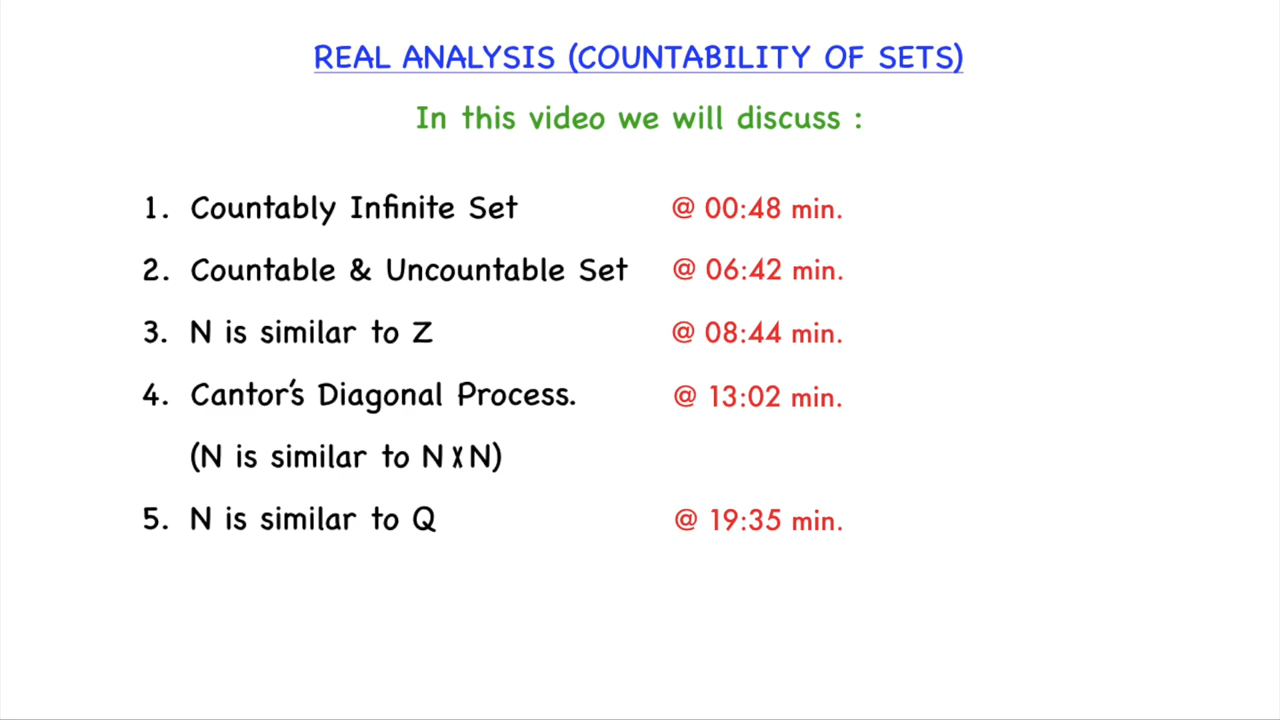 REAL ANALYSIS (COUNTABILITY OF SETS)
In this video we will discuss :
1. Countably Infinite Set @ 00:48 min.
2. Countable & Uncountable Set @ 06:42 min.
3. N is similar to Z @ 08:44 min.
4. Cantor's Diagonal Process. @ 13:02 min.
(N is similar to N x N)
5. N is similar to Q @ 19:35 min.